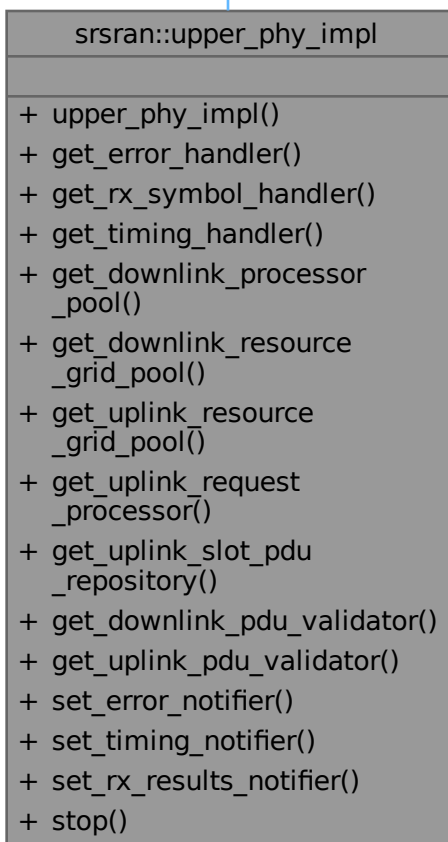 srsran::upper_phy_impl
+ upper_phy_impl()
+ get_error_handler()
+ get_rx_symbol_handler()
+ get_timing_handler()
+ get_downlink_processor
_pool()
+ get_downlink_resource
_grid_pool()
+ get_uplink_resource
_grid_pool()
+ get_uplink_request
_processor()
+ get_uplink_slot_pdu
_repository()
+ get_downlink_pdu_validator()
+ get_uplink_pdu_validator()
+ set_error_notifier()
+ set_timing_notifier()
+ set_rx_results_notifier()
+ stop()